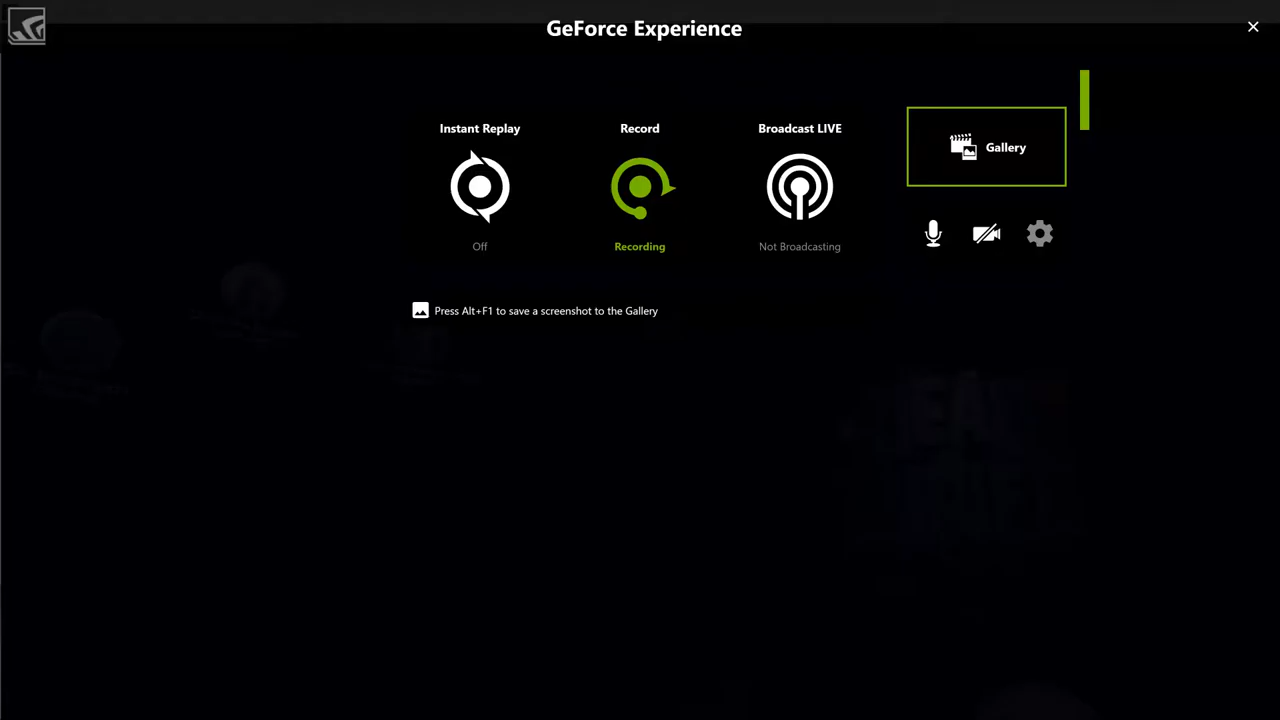 GeForce Experience
Instant Replay
Record
Broadcast LIVE
Gallery
Off
Recording
Not Broadcasting
Press Alt+F1 to save a screenshot to the Gallery